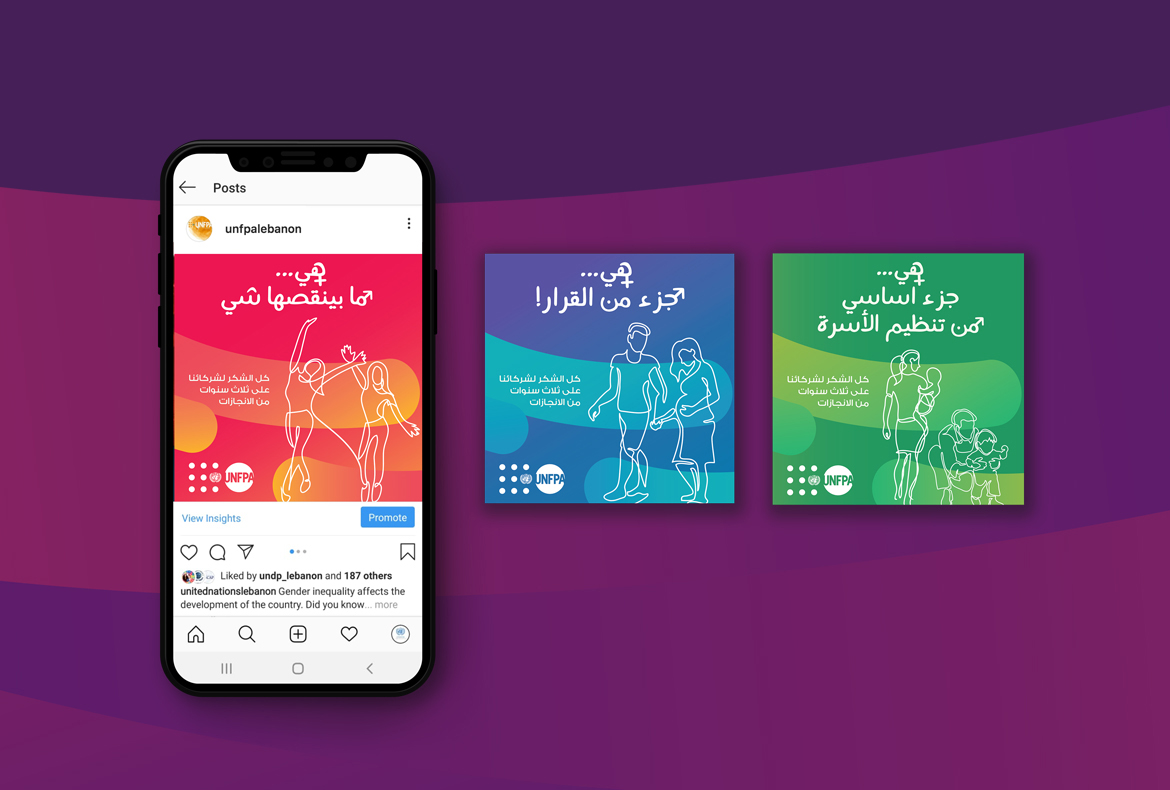 Posts
unfpalebanon
هي...
ما بينقصها شي
كل الشكر لشركائنا
على ثلاث سنوات
من الانجازات
UNFPA
View Insights
Promote
Liked by undp_lebanon and 187 others
unitednationslebanon Gender inequality affects the
development of the country. Did you know... more
هي...
جزء من القرار!
كل الشكر لشركائنا
على ثلاث سنوات
من الانجازات
UNFPA
هي...
جزء اساسي
من تنظيم الأسرة
كل الشكر لشركائنا
على ثلاث سنوات
من الانجازات
UNFPA